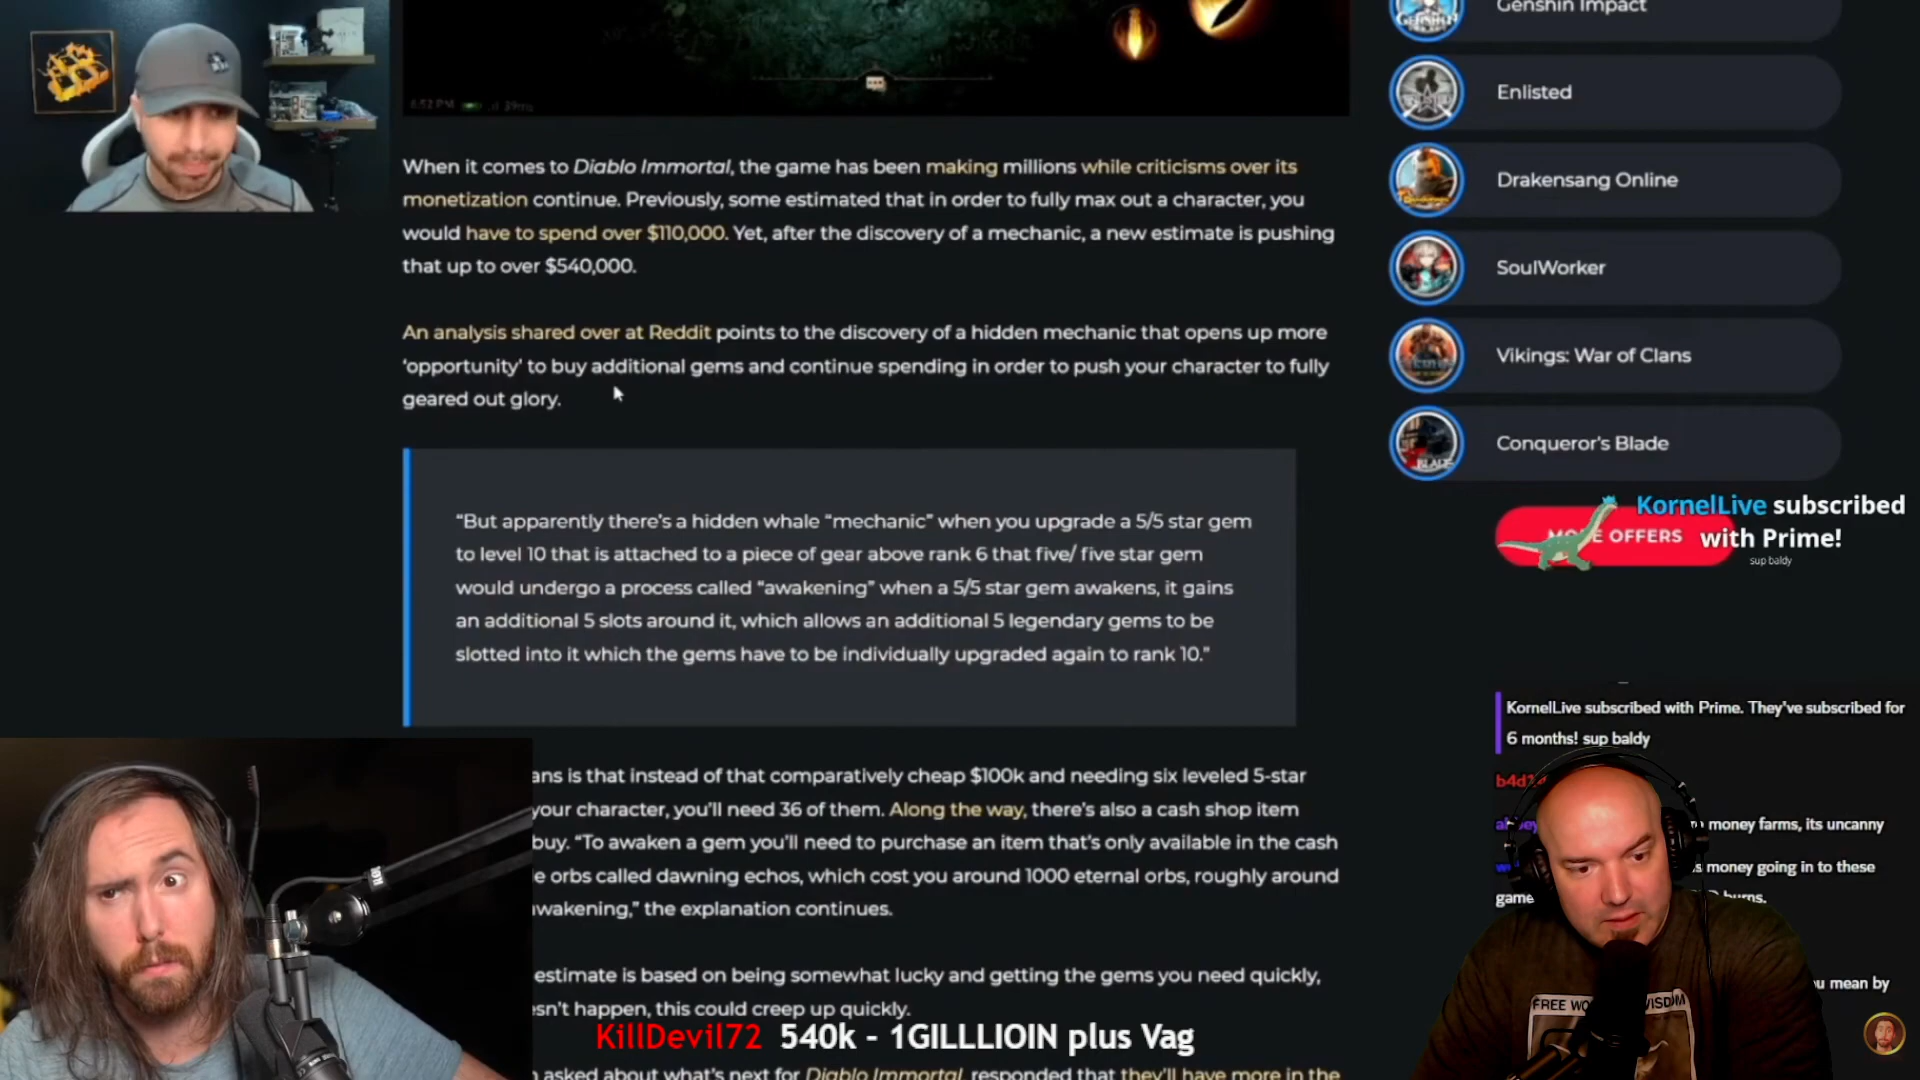 6:52 PM
39ms
When it comes to Diablo Immortal, the game has been making millions while criticisms over its
monetization continue. Previously, some estimated that in order to fully max out a character, you
would have to spend over $110,000. Yet, after the discovery of a mechanic, a new estimate is pushing
that up to over $540,000.
An analysis shared over at Reddit points to the discovery of a hidden mechanic that opens up more
‘opportunity’ to buy additional gems and continue spending in order to push your character to fully
geared out glory.
“But apparently there’s a hidden whale “mechanic” when you upgrade a 5/5 star gem
to level 10 that is attached to a piece of gear above rank 6 that five/ five star gem
would undergo a process called “awakening” when a 5/5 star gem awakens, it gains
an additional 5 slots around it, which allows an additional 5 legendary gems to be
slotted into it which the gems have to be individually upgraded again to rank 10.”
ans is that instead of that comparatively cheap $100k and needing six leveled 5-star
your character, you’ll need 36 of them. Along the way, there’s also a cash shop item
buy. “To awaken a gem you’ll need to purchase an item that’s only available in the cash
e orbs called dawning echos, which cost you around 1000 eternal orbs, roughly around
wakening,” the explanation continues.
estimate is based on being somewhat lucky and getting the gems you need quickly,
sn’t happen, this could creep up quickly.
asked about what’s next for Diablo Immortal, responded that they’ll have more in the
KillDevil72 540k - 1GILLLIOIN plus Vag
Genshin Impact
Enlisted
Drakensang Online
SoulWorker
Vikings: War of Clans
Conqueror’s Blade
MORE OFFERS
KornelLive subscribed
with Prime!
sup baldy
KornelLive subscribed with Prime. They've subscribed for
6 months! sup baldy
b4d
money farms, its uncanny
s money going in to these
game
burns.
u mean by
FREE WO ISDOM